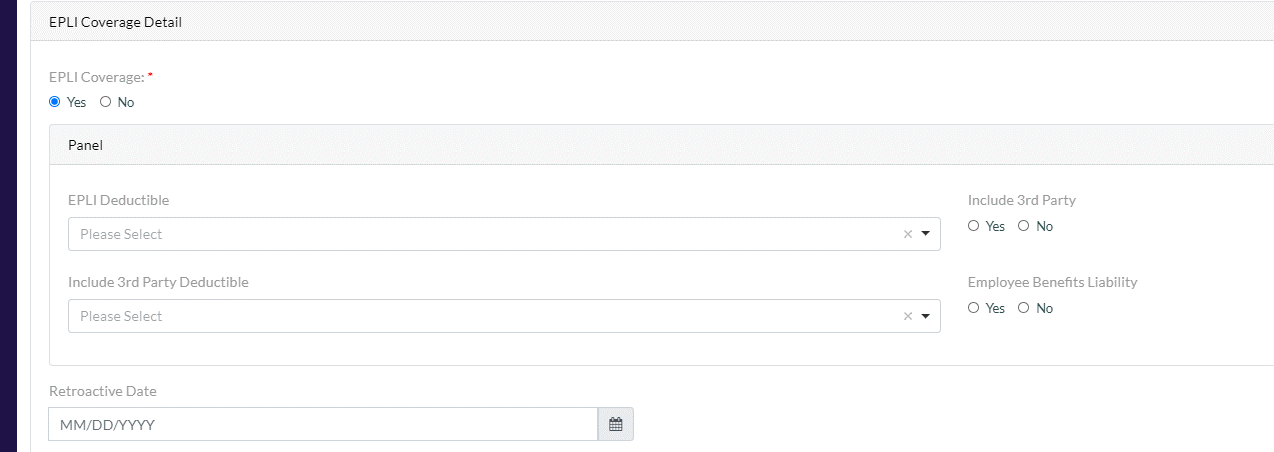 EPLI Coverage Detail
EPLI Coverage: *
Yes No
Panel
EPLI Deductible
Please Select
Include 3rd Party
Yes No
Include 3rd Party Deductible
Please Select
Employee Benefits Liability
Yes No
Retroactive Date
MM/DD/YYYY